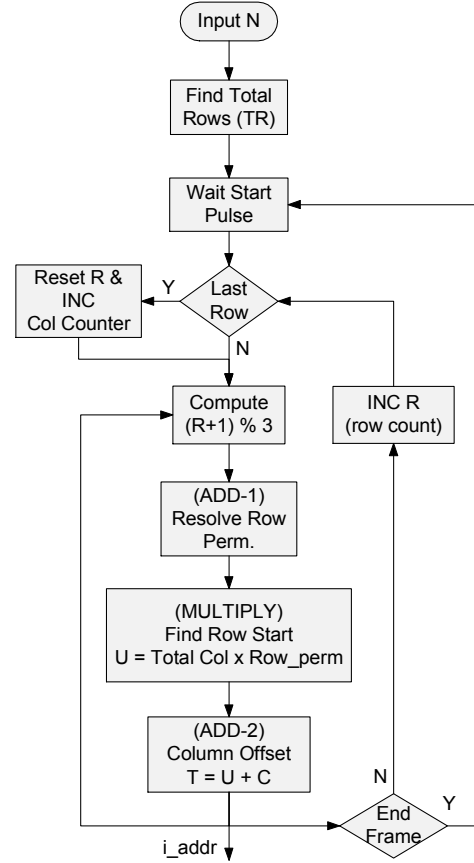 Input N
Find Total
Rows (TR)
Wait Start
Pulse
Last
Row
Y
N
Reset R &
INC
Col Counter
Compute
(R+1) % 3
INC R
(row count)
(ADD-1)
Resolve Row
Perm.
(MULTIPLY)
Find Row Start
U = Total Col x Row_perm
(ADD-2)
Column Offset
T = U + C
N
Y
End
Frame
i_addr